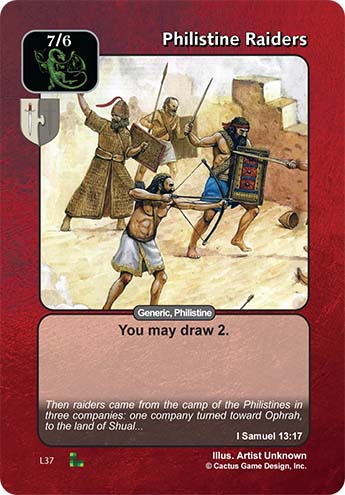 7/6
Philistine Raiders
Generic, Philistine
You may draw 2.
Then raiders came from the camp of the Philistines in
three companies: one company turned toward Ophrah,
to the land of Shual...
I Samuel 13:17
L37
Illus. Artist Unknown
© Cactus Game Design, Inc.